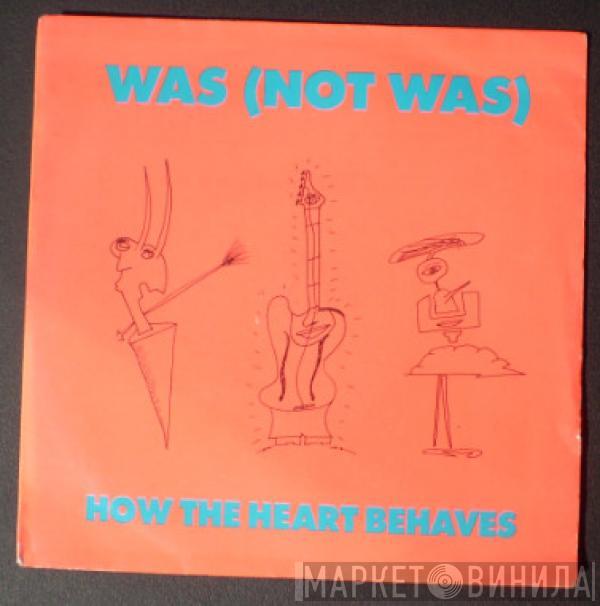 WAS (NOT WAS)
HOW THE HEART BEHAVES
МАРКЕТ ВИНИЛА